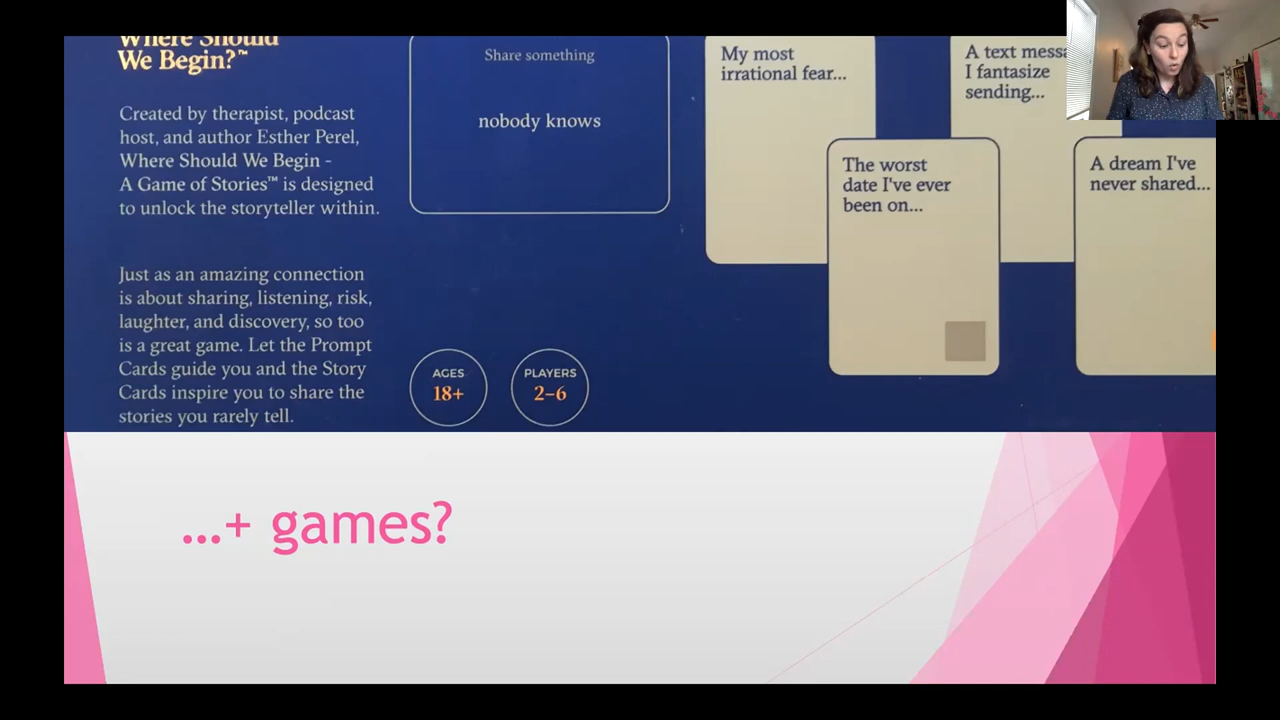 Where Should
We Begin?™
Created by therapist, podcast
host, and author Esther Perel,
Where Should We Begin -
A Game of Stories™ is designed
to unlock the storyteller within.
Just as an amazing connection
is about sharing, listening, risk,
laughter, and discovery, so too
is a great game. Let the Prompt
Cards guide you and the Story
Cards inspire you to share the
stories you rarely tell.
Share something
nobody knows
AGES
18+
PLAYERS
2–6
My most
irrational fear...
The worst
date I've ever
been on...
A text messa
I fantasize
sending...
A dream I've
never shared...
...+ games?